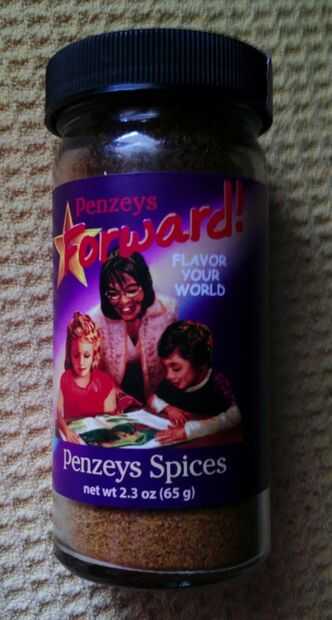 Penzeys
Forward!
FLAVOR
YOUR
WORLD
Penzeys Spices
net wt 2.3 oz (65 g)